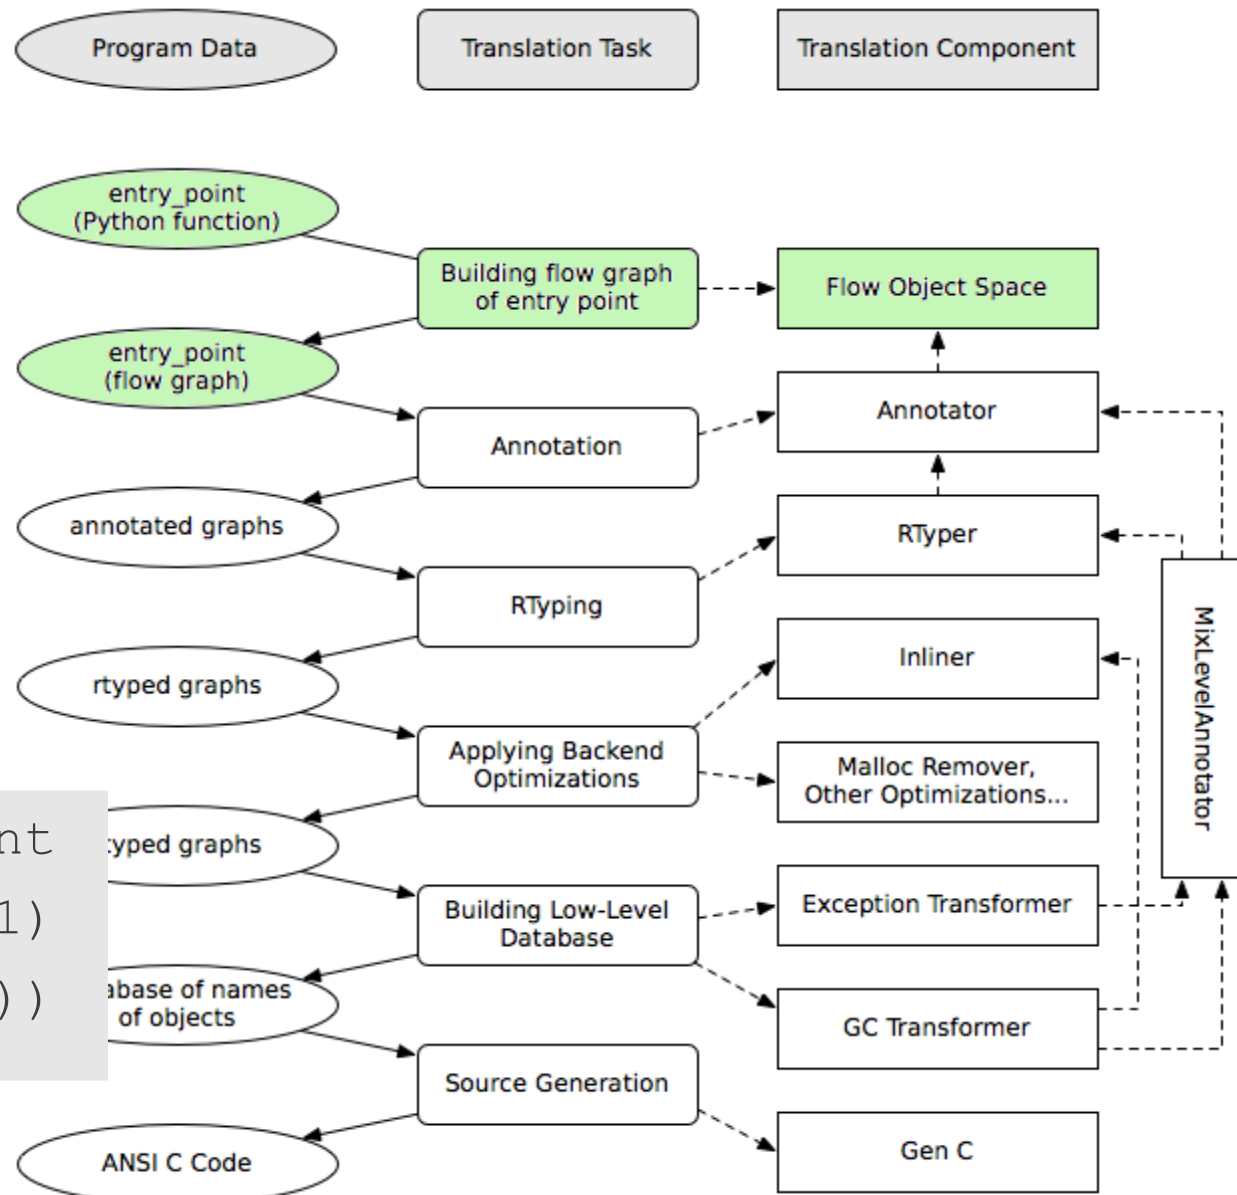 Program Data
Translation Task
Translation Component
entry_point
(Python function)
Building flow graph
of entry point
Flow Object Space
entry_point
(flow graph)
Annotation
Annotator
annotated graphs
RTyper
RTyping
MixLevelAnnotator
Inliner
rtyped graphs
Applying Backend
Optimizations
Malloc Remover,
Other Optimizations...
nt
1)
))
typed graphs
Building Low-Level
Database
Exception Transformer
abase of names
of objects
GC Transformer
Source Generation
ANSI C Code
Gen C